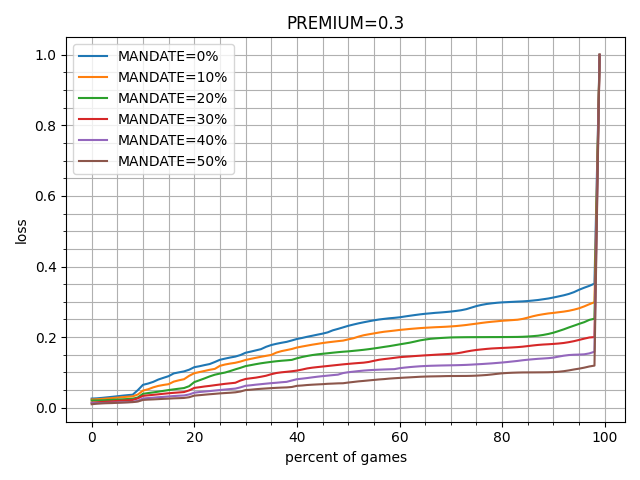 PREMIUM=0.3
MANDATE=0%
MANDATE=10%
MANDATE=20%
MANDATE=30%
MANDATE=40%
MANDATE=50%
1.0
0.8
0.6
0.4
0.2
0.0
loss
0 20 40 60 80 100
percent of games